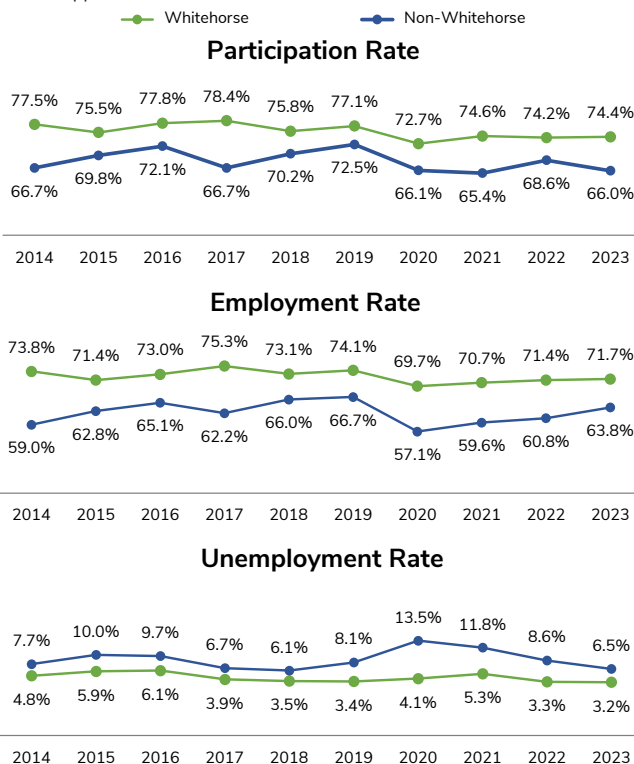 Whitehorse Non-Whitehorse
Participation Rate
77.5% 75.5% 77.8% 78.4% 75.8% 77.1% 72.7% 74.6% 74.2% 74.4%
66.7% 69.8% 72.1% 66.7% 70.2% 72.5% 66.1% 65.4% 68.6% 66.0%
2014 2015 2016 2017 2018 2019 2020 2021 2022 2023
Employment Rate
73.8% 71.4% 73.0% 75.3% 73.1% 74.1% 69.7% 70.7% 71.4% 71.7%
59.0% 62.8% 65.1% 62.2% 66.0% 66.7% 57.1% 59.6% 60.8% 63.8%
2014 2015 2016 2017 2018 2019 2020 2021 2022 2023
Unemployment Rate
7.7% 10.0% 9.7% 6.7% 6.1% 8.1% 13.5% 11.8% 8.6% 6.5%
4.8% 5.9% 6.1% 3.9% 3.5% 3.4% 4.1% 5.3% 3.3% 3.2%
2014 2015 2016 2017 2018 2019 2020 2021 2022 2023